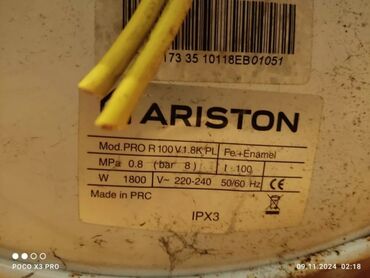 173 35 10118EB01051
ARISTON
Mod. PRO R 100 V 1.8K PL Fe.+Enamel
MPa 0.8 (bar 8) ℓ 100
W 1800 V~ 220-240 50/60 Hz CE
Made in PRC
IPX3
POCO X3 PRO
09.11.2024 02:18